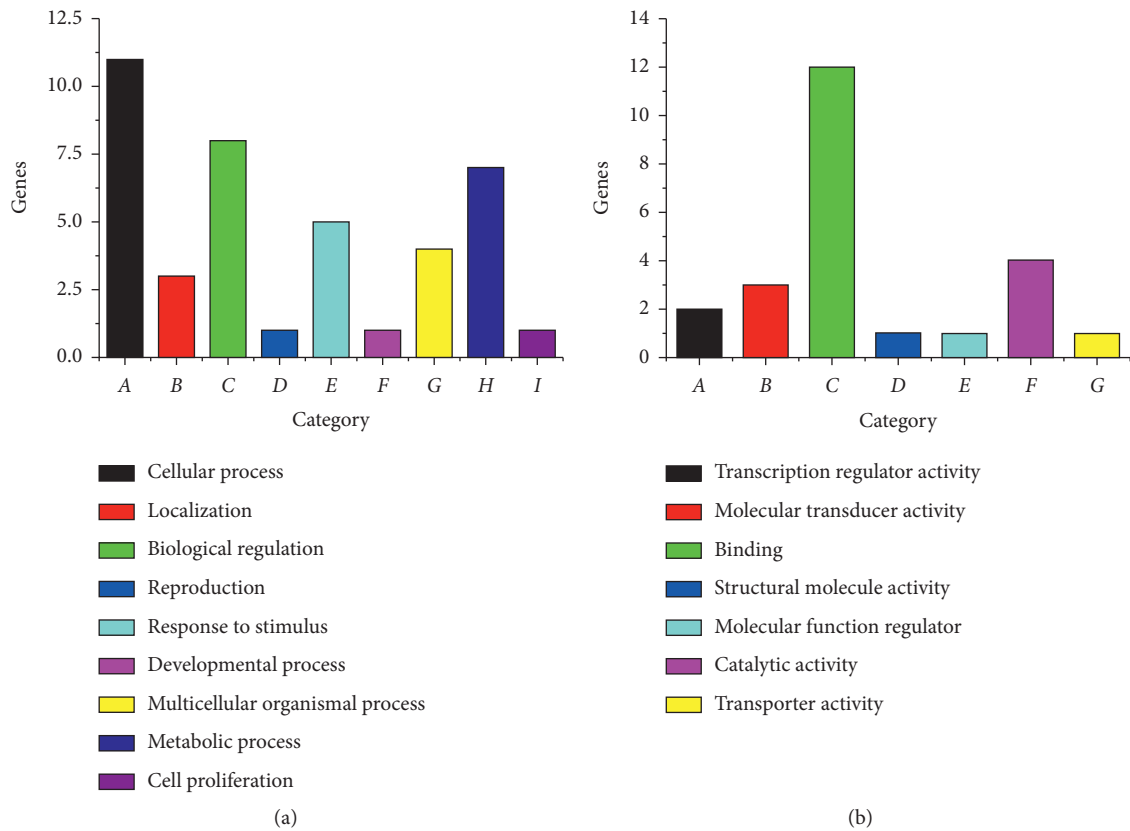 12.5
10.0
7.5
5.0
2.5
0.0
Genes
A B C D E F G H I
Category
Cellular process
Localization
Biological regulation
Reproduction
Response to stimulus
Developmental process
Multicellular organismal process
Metabolic process
Cell proliferation
(a)
14
12
10
8
6
4
2
0
Genes
A B C D E F G
Category
Transcription regulator activity
Molecular transducer activity
Binding
Structural molecule activity
Molecular function regulator
Catalytic activity
Transporter activity
(b)